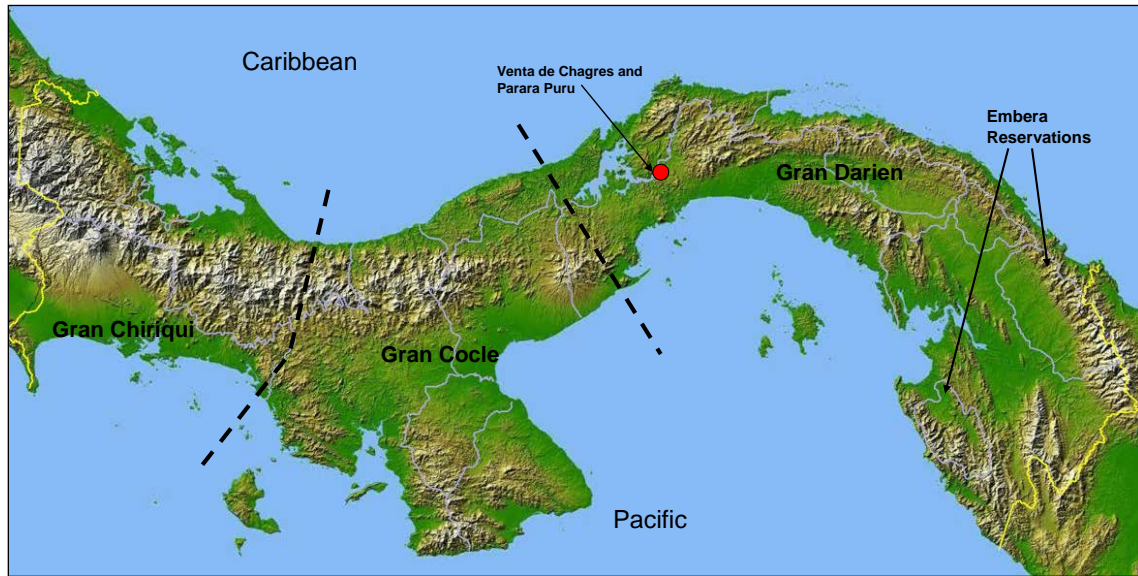 Caribbean
Venta de Chagres and
Parara Puru
Embera
Reservations
Gran Darien
Gran Chiriqui
Gran Cocle
Pacific